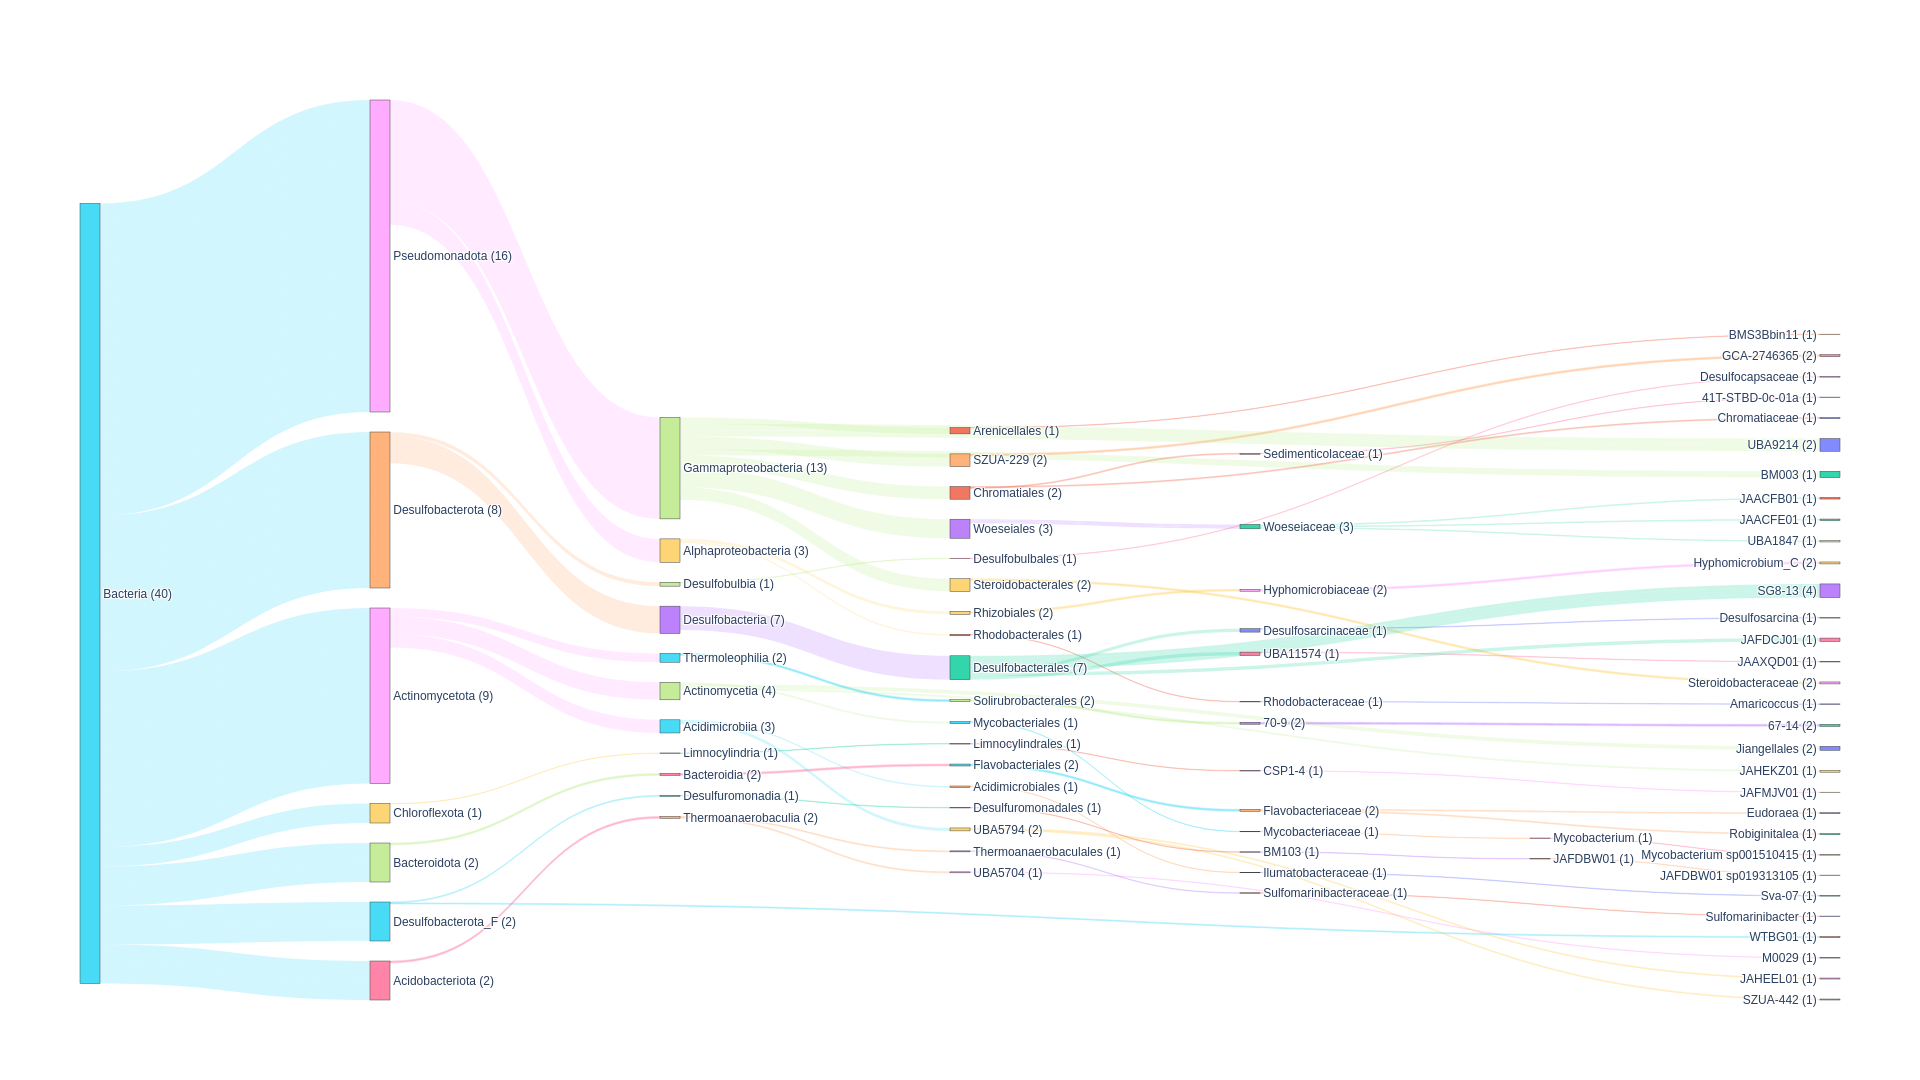 Bacteria (40)
Pseudomonadota (16)
Desulfobacterota (8)
Actinomycetota (9)
Chloroflexota (1)
Bacteroidota (2)
Desulfobacterota_F (2)
Acidobacteriota (2)
Gammaproteobacteria (13)
Alphaproteobacteria (3)
Desulfobulbia (1)
Desulfobacteria (7)
Thermoleophilia (2)
Actinomycetia (4)
Acidimicrobiia (3)
Limnocylindria (1)
Bacteroidia (2)
Desulfuromonadia (1)
Thermoanaerobaculia (2)
Arenicellales (1)
SZUA-229 (2)
Chromatiales (2)
Woeseiales (3)
Desulfobulbales (1)
Steroidobacterales (2)
Rhizobiales (2)
Rhodobacterales (1)
Desulfobacterales (7)
Solirubrobacterales (2)
Mycobacteriales (1)
Limnocylindrales (1)
Flavobacteriales (2)
Acidimicrobiales (1)
Desulfuromonadales (1)
UBA5794 (2)
Thermoanaerobaculales (1)
UBA5704 (1)
Sedimenticolaceae (1)
Woeseiaceae (3)
Hyphomicrobiaceae (2)
Desulfosarcinaceae (1)
UBA11574 (1)
Rhodobacteraceae (1)
70-9 (2)
CSP1-4 (1)
Flavobacteriaceae (2)
Mycobacteriaceae (1)
BM103 (1)
Ilumatobacteraceae (1)
Sulfomarinibacteraceae (1)
Mycobacterium (1)
JAFDBW01 (1)
BMS3Bbin11 (1)
GCA-2746365 (2)
Desulfocapsaceae (1)
41T-STBD-0c-01a (1)
Chromatiaceae (1)
UBA9214 (2)
BM003 (1)
JAACFB01 (1)
JAACFE01 (1)
UBA1847 (1)
Hyphomicrobium_C (2)
SG8-13 (4)
Desulfosarcina (1)
JAFDCJ01 (1)
JAAXQD01 (1)
Steroidobacteraceae (2)
Amaricoccus (1)
67-14 (2)
Jiangellales (2)
JAHEKZ01 (1)
JAFMJV01 (1)
Eudoraea (1)
Robiginitalea (1)
Mycobacterium sp001510415 (1)
JAFDBW01 sp019313105 (1)
Sva-07 (1)
Sulfomarinibacter (1)
WTBG01 (1)
M0029 (1)
JAHEEL01 (1)
SZUA-442 (1)